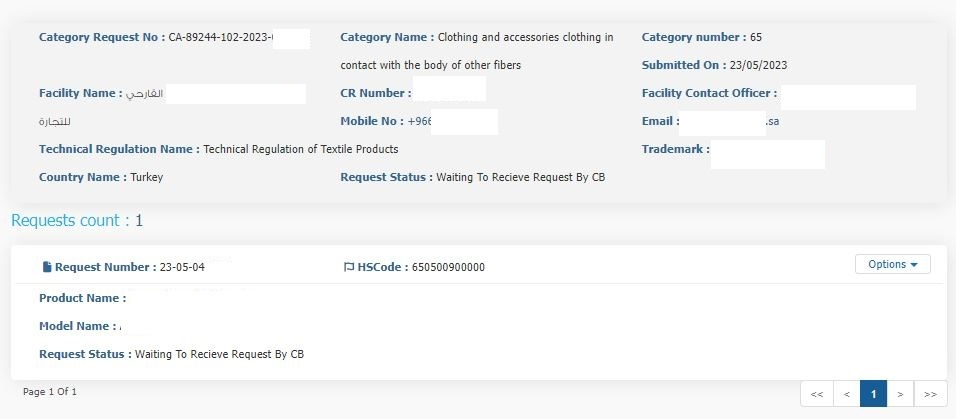 Category Request No : CA-89244-102-2023-
Category Name : Clothing and accessories clothing in
contact with the body of other fibers
Category number : 65
Submitted On : 23/05/2023
Facility Name : القارحي
للتجارة
CR Number :
Mobile No : +966
Facility Contact Officer :
Email : .sa
Technical Regulation Name : Technical Regulation of Textile Products
Trademark :
Country Name : Turkey
Request Status : Waiting To Recieve Request By CB
Requests count : 1
Request Number : 23-05-04
HSCode : 650500900000
Options
Product Name :
Model Name :
Request Status : Waiting To Recieve Request By CB
Page 1 Of 1
<< < 1 > >>